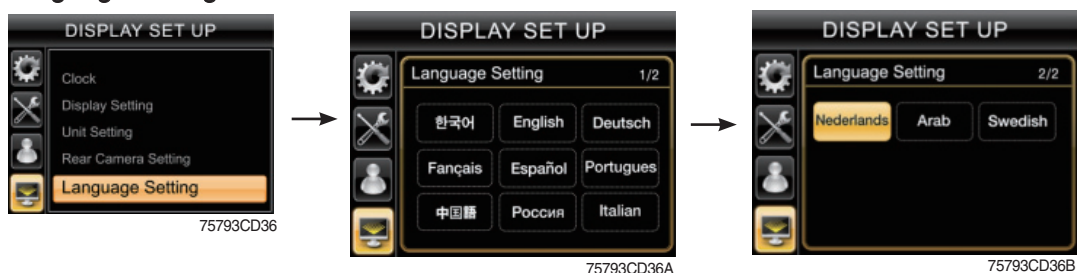 DISPLAY SET UP
Clock
Display Setting
Unit Setting
Rear Camera Setting
Language Setting
75793CD36
DISPLAY SET UP
Language Setting 1/2
한국어 English Deutsch
Fançais Español Portugues
中国語 Россия Italian
75793CD36A
DISPLAY SET UP
Language Setting 2/2
Nederlands Arab Swedish
75793CD36B